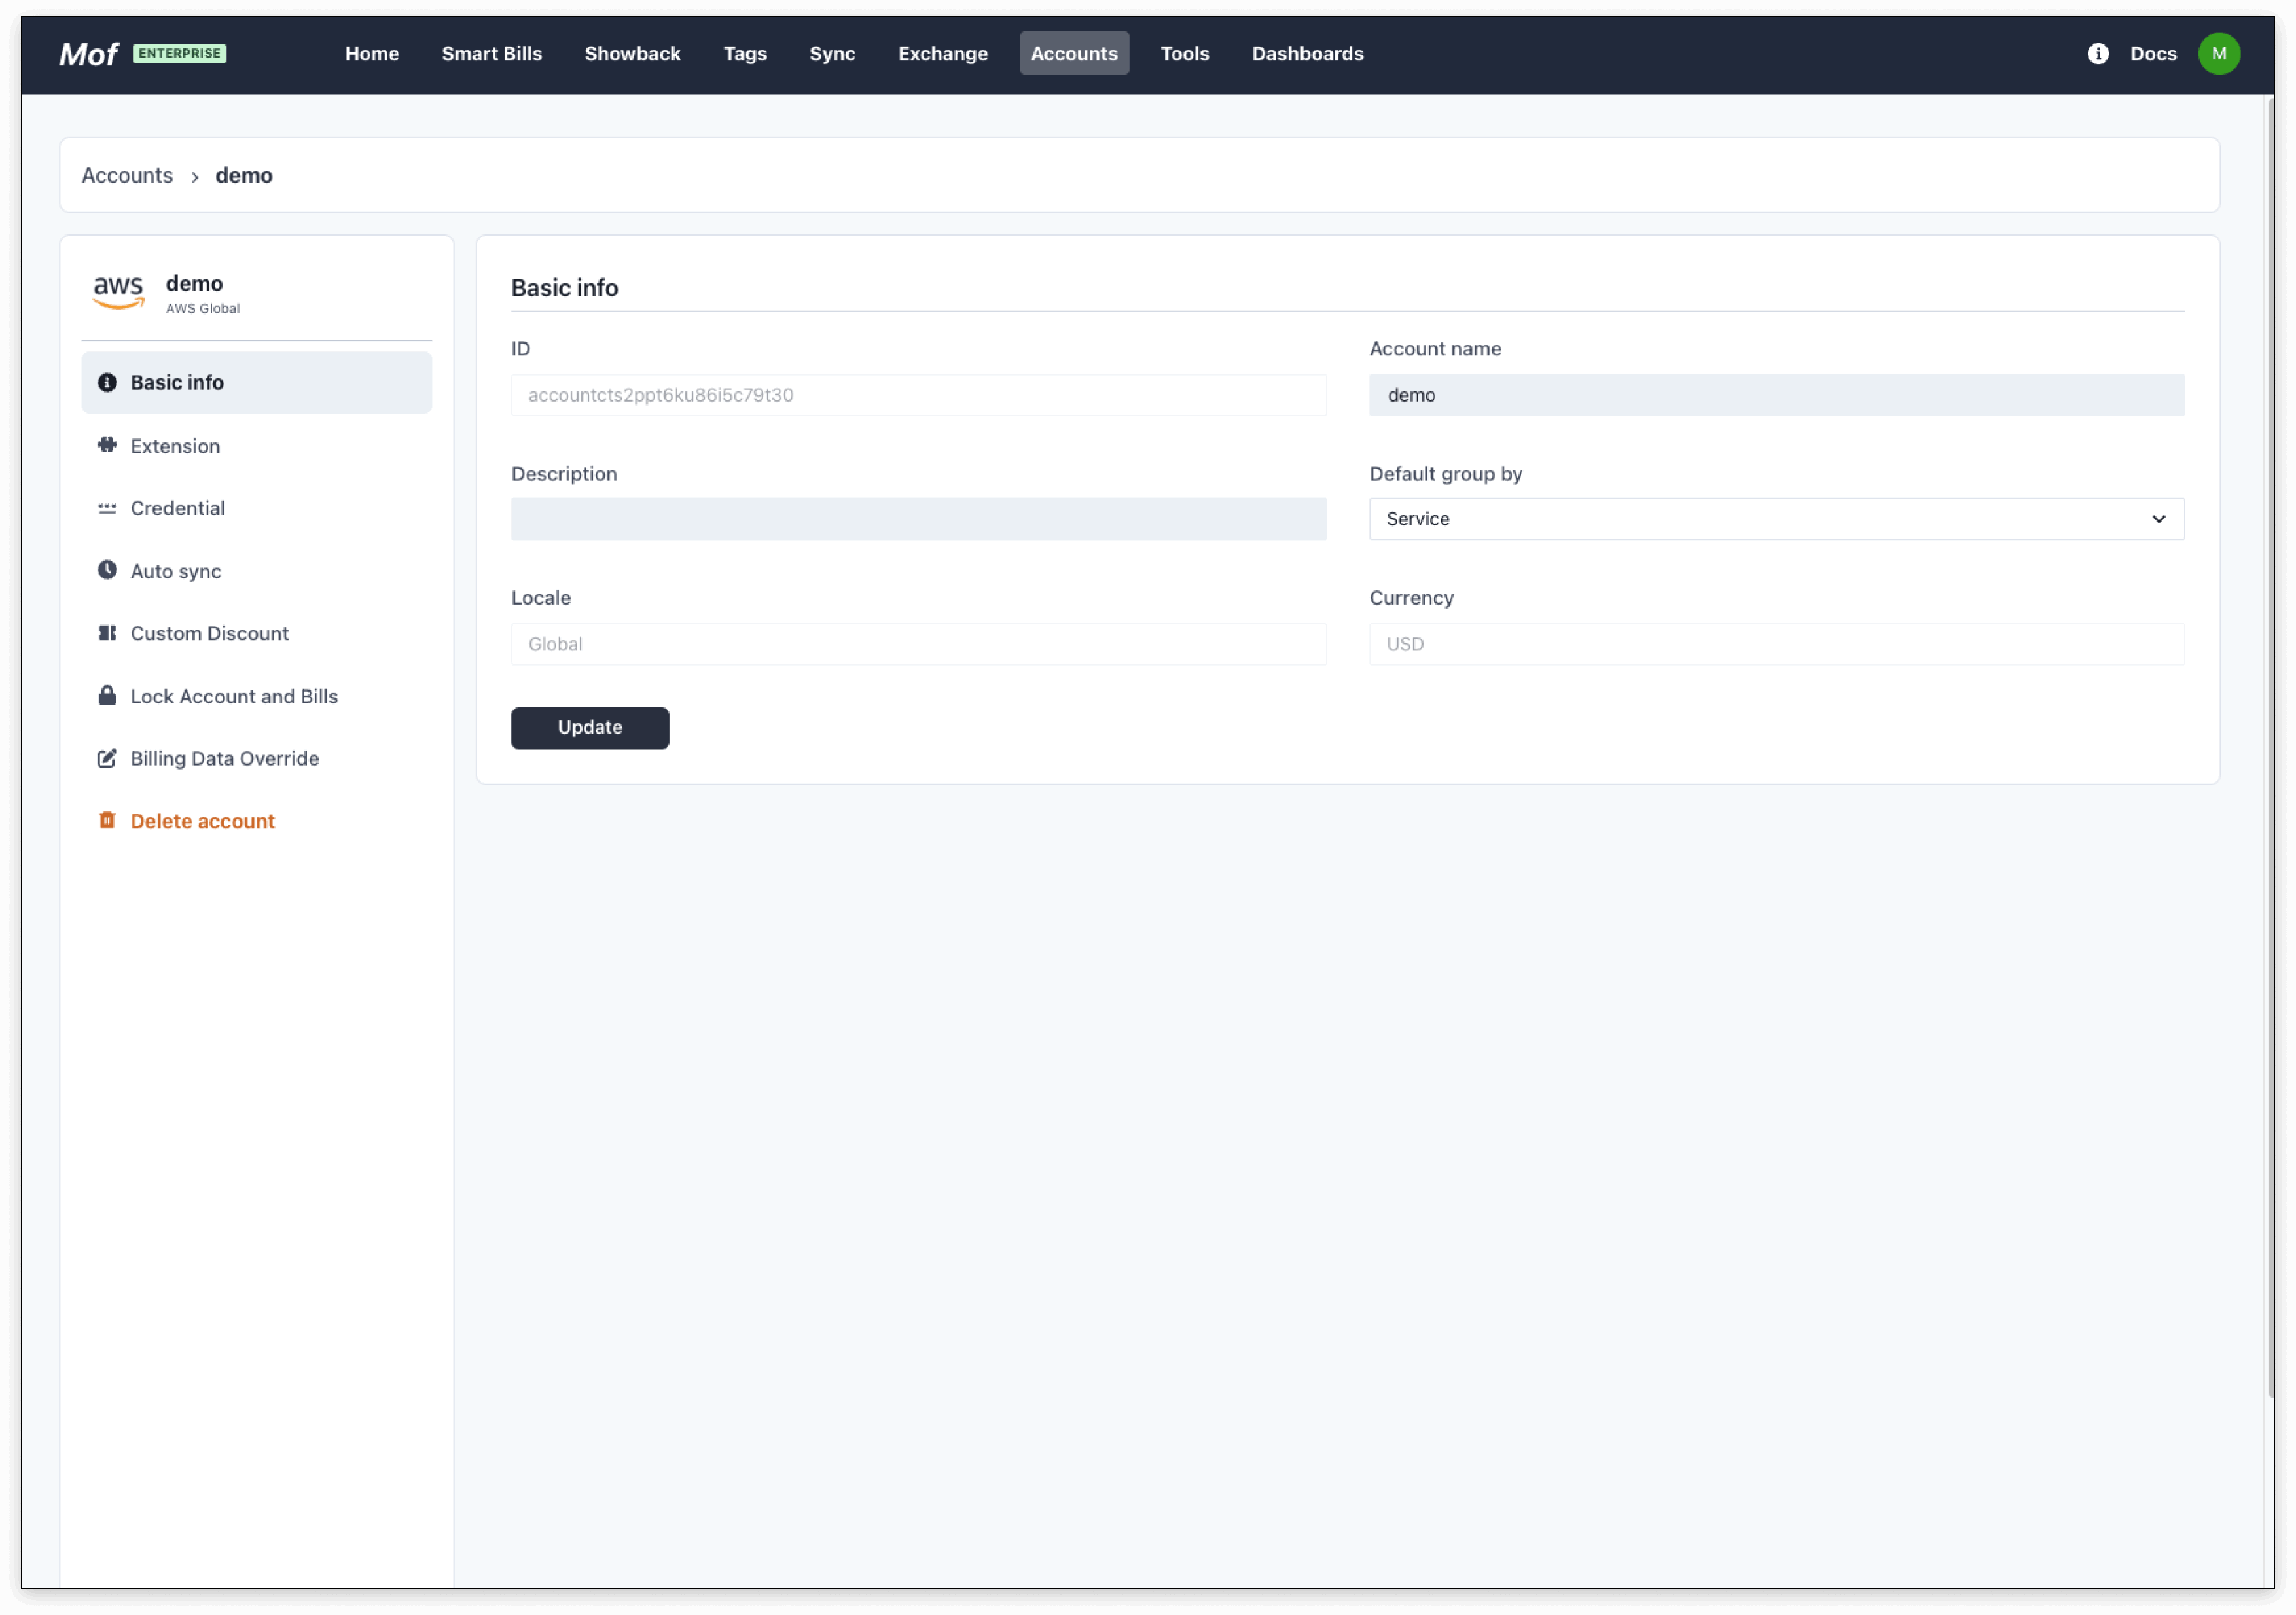 Mof ENTERPRISE Home Smart Bills Showback Tags Sync Exchange Accounts Tools Dashboards Docs M
Accounts › demo
aws
demo
AWS Global
Basic info
Extension
Credential
Auto sync
Custom Discount
Lock Account and Bills
Billing Data Override
Delete account
Basic info
ID
accountcts2ppt6ku86i5c79t30
Account name
demo
Description
Default group by
Service
Locale
Global
Currency
USD
Update